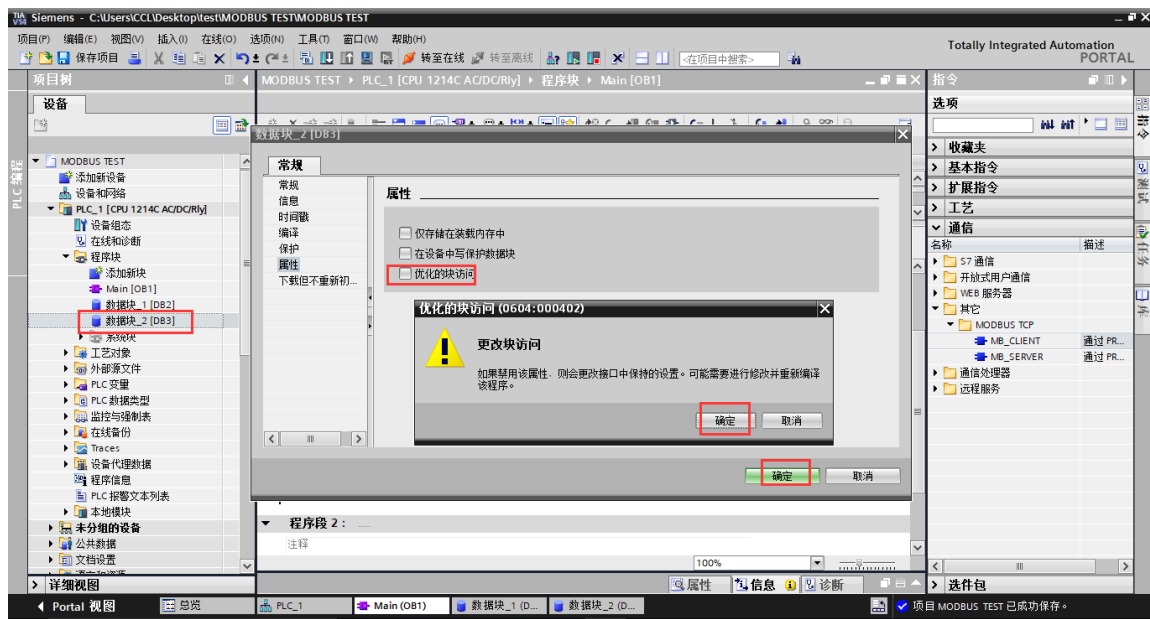 Siemens - C:\Users\CCL\Desktop\test\MODBUS TEST\MODBUS TEST
项目(P) 编辑(E) 视图(V) 插入(I) 在线(O) 选项(N) 工具(T) 窗口(W) 帮助(H)
Totally Integrated Automation
PORTAL
保存项目 转至在线 转至离线 <在项目中搜索>
项目树
MODBUS TEST PLC_1 [CPU 1214C AC/DC/Rly] 程序块 Main [OB1]
指令
设备
选项
PLC 编程
MODBUS TEST
添加新设备
设备和网络
PLC_1 [CPU 1214C AC/DC/Rly]
设备组态
在线和诊断
程序块
添加新块
Main [OB1]
数据块_1 [DB2]
数据块_2 [DB3]
系统块
工艺对象
外部源文件
PLC 变量
PLC 数据类型
监控与强制表
在线备份
Traces
设备代理数据
程序信息
PLC 报警文本列表
本地模块
未分组的设备
公共数据
文档设置
详细视图
数据块_2 [DB3]
常规
常规
信息
时间戳
编译
保护
属性
下载但不重新初...
属性
仅存储在装载内存中
在设备中写保护数据块
优化的块访问
优化的块访问 (0604:000402)
更改块访问
如果禁用该属性，则会更改接口中保持的设置。可能需要进行修改并重新编译
该程序。
确定 取消
确定 取消
程序段 2：
注释
100%
属性 信息 诊断
收藏夹
基本指令
扩展指令
工艺
通信
名称 描述
S7 通信
开放式用户通信
WEB 服务器
其它
MODBUS TCP
MB_CLIENT 通过 PR...
MB_SERVER 通过 PR...
通信处理器
远程服务
选件包
指令
测试
任务
库
Portal 视图 总览 PLC_1 Main (OB1) 数据块_1 (D... 数据块_2 (D... 项目 MODBUS TEST 已成功保存。